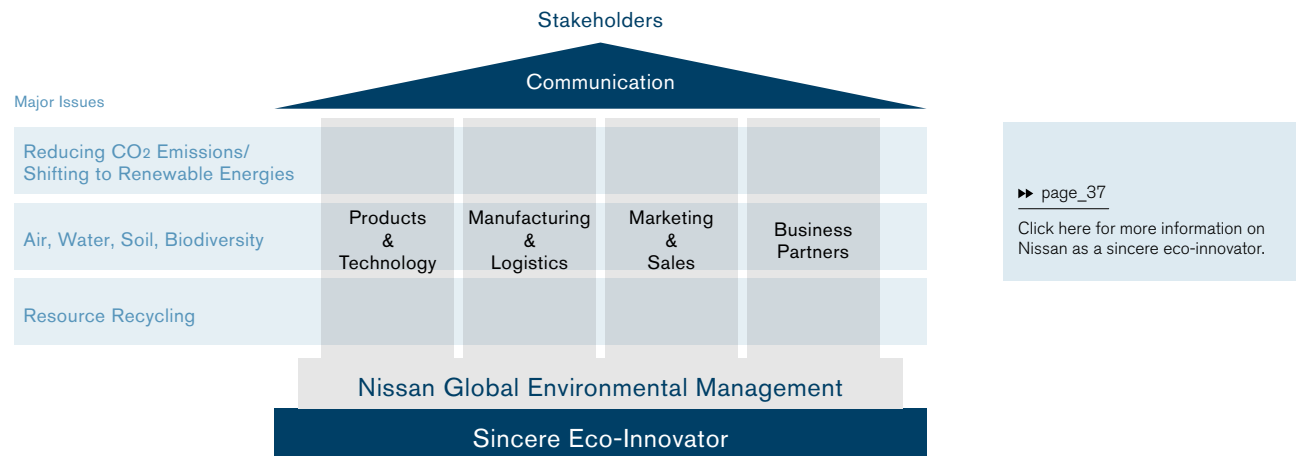 Stakeholders
Communication
Major Issues
Reducing CO2 Emissions/
Shifting to Renewable Energies
Air, Water, Soil, Biodiversity
Resource Recycling
Products
&
Technology
Manufacturing
&
Logistics
Marketing
&
Sales
Business
Partners
Nissan Global Environmental Management
Sincere Eco-Innovator
page_37
Click here for more information on
Nissan as a sincere eco-innovator.